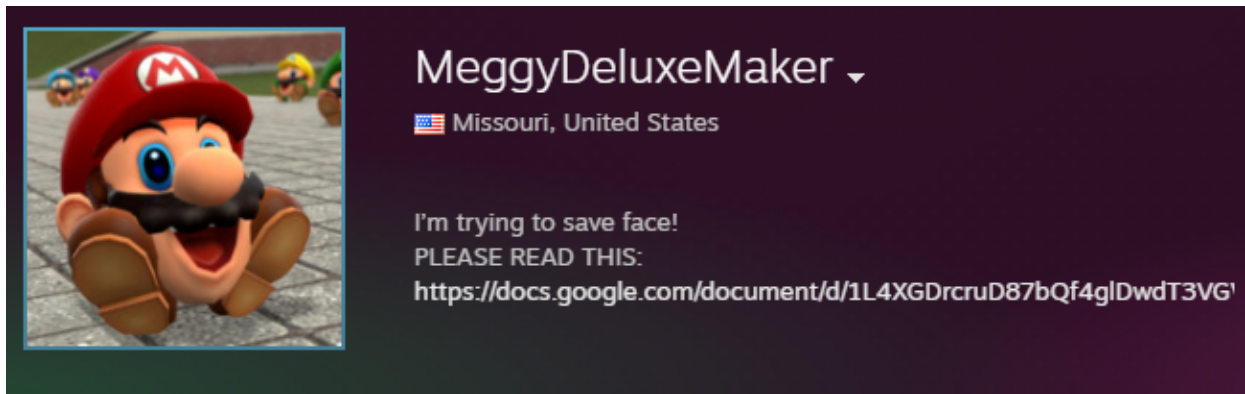 MeggyDeluxeMaker
Missouri, United States
I'm trying to save face!
PLEASE READ THIS:
https://docs.google.com/document/d/1L4XGDrcruD87bQf4glDwdT3VG
M